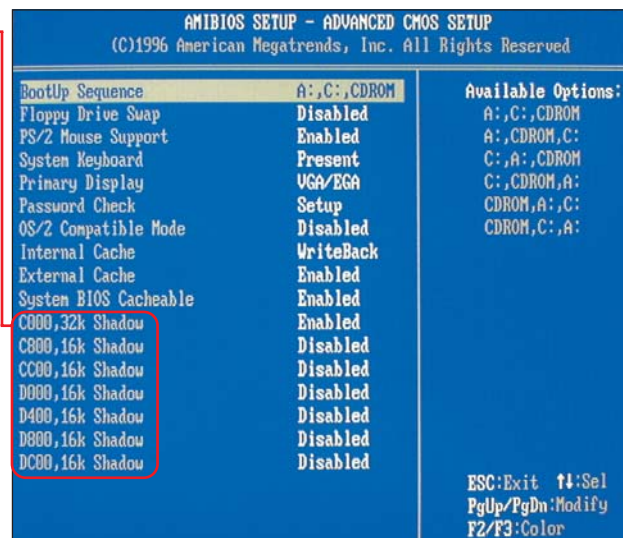 AMIBIOS SETUP - ADVANCED CMOS SETUP
(C)1996 American Megatrends, Inc. All Rights Reserved
BootUp Sequence A:,C:,CDROM
Floppy Drive Swap Disabled
PS/2 Mouse Support Enabled
System Keyboard Present
Primary Display VGA/EGA
Password Check Setup
OS/2 Compatible Mode Disabled
Internal Cache WriteBack
External Cache Enabled
System BIOS Cacheable Enabled
C000,32k Shadow Enabled
C800,16k Shadow Disabled
CC00,16k Shadow Disabled
D000,16k Shadow Disabled
D400,16k Shadow Disabled
D800,16k Shadow Disabled
DC00,16k Shadow Disabled
Available Options:
A:,C:,CDROM
A:,CDROM,C:
C:,A:,CDROM
C:,CDROM,A:
CDROM,A:,C:
CDROM,C:,A:
ESC:Exit ↑↓:Sel
PgUp/PgDn:Modify
F2/F3:Color